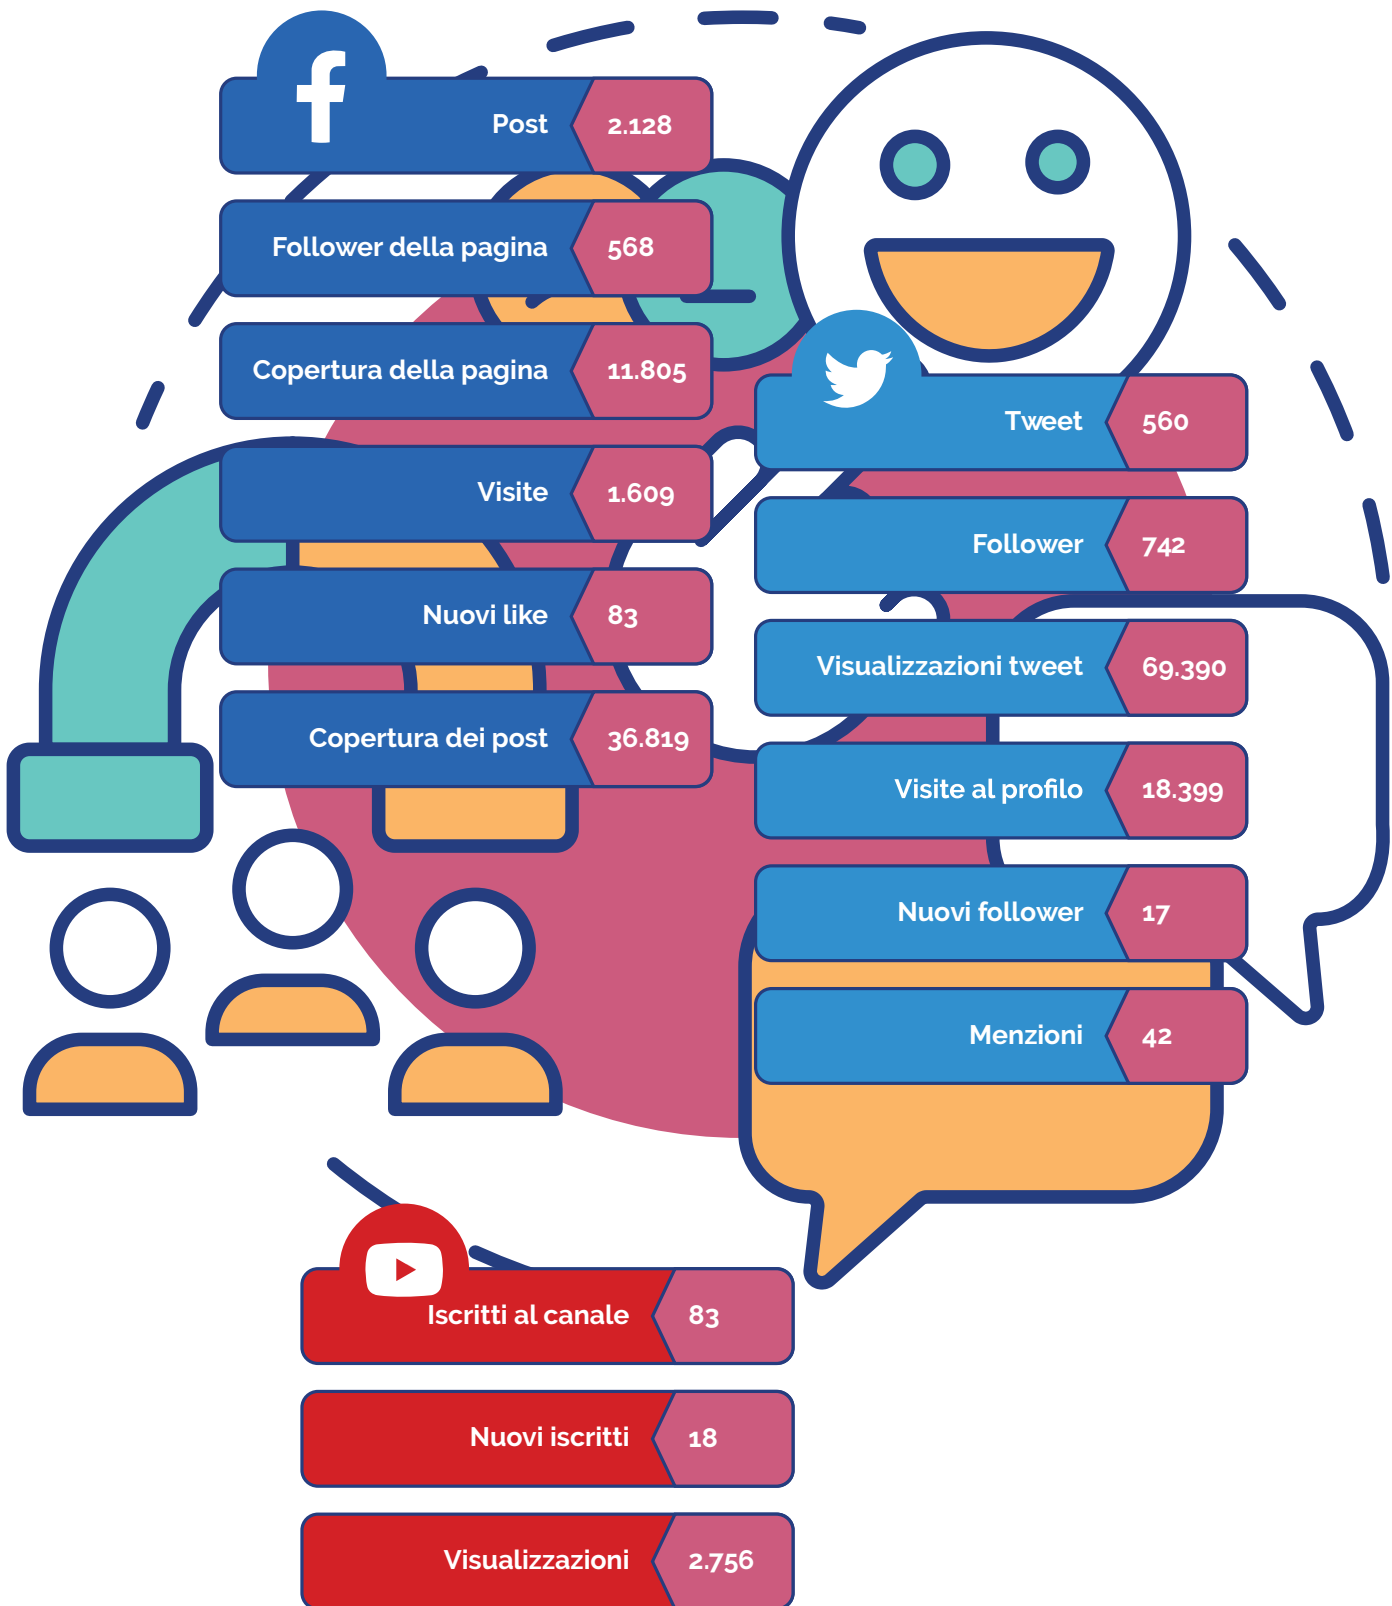 Post 2.128
Follower della pagina 568
Copertura della pagina 11.805
Visite 1.609
Nuovi like 83
Copertura dei post 36.819
Tweet 560
Follower 742
Visualizzazioni tweet 69.390
Visite al profilo 18.399
Nuovi follower 17
Menzioni 42
Iscritti al canale 83
Nuovi iscritti 18
Visualizzazioni 2.756